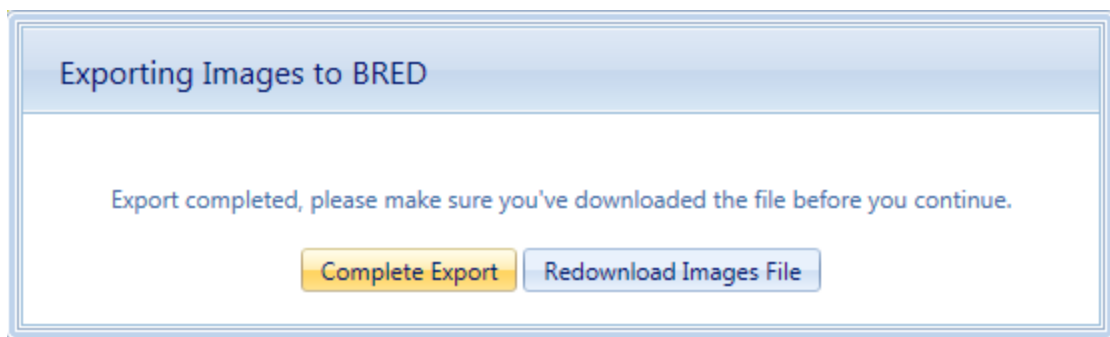 Exporting Images to BRED
Export completed, please make sure you've downloaded the file before you continue.
Complete Export Redownload Images File